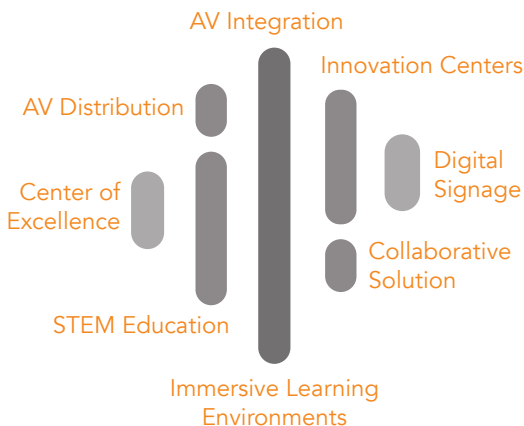 AV Integration
Innovation Centers
AV Distribution
Digital
Signage
Center of
Excellence
Collaborative
Solution
STEM Education
Immersive Learning
Environments